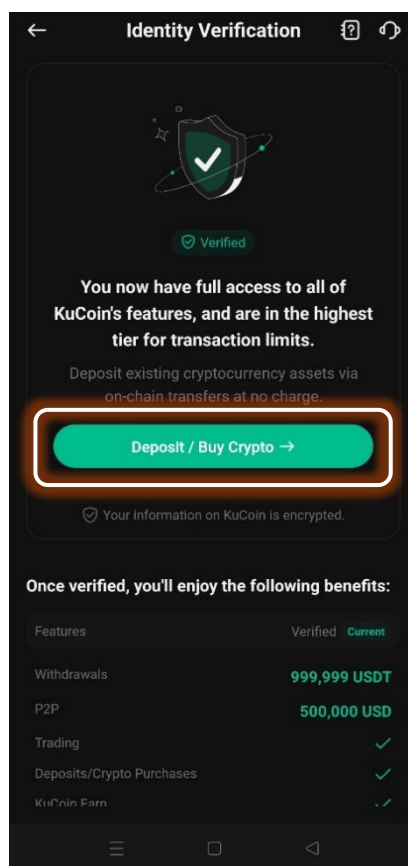 Identity Verification
Verified
You now have full access to all of
KuCoin's features, and are in the highest
tier for transaction limits.
Deposit existing cryptocurrency assets via
on-chain transfers at no charge.
Deposit / Buy Crypto →
Your information on KuCoin is encrypted.
Once verified, you'll enjoy the following benefits:
Features Verified Current
Withdrawals 999,999 USDT
P2P 500,000 USD
Trading
Deposits/Crypto Purchases
KuCoin Earn